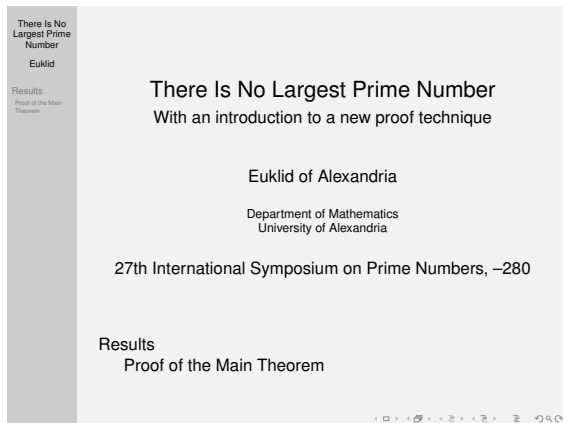 There Is No
Largest Prime
Number
Euklid
Results
Proof of the Main
Theorem
There Is No Largest Prime Number
With an introduction to a new proof technique
Euklid of Alexandria
Department of Mathematics
University of Alexandria
27th International Symposium on Prime Numbers, –280
Results
Proof of the Main Theorem